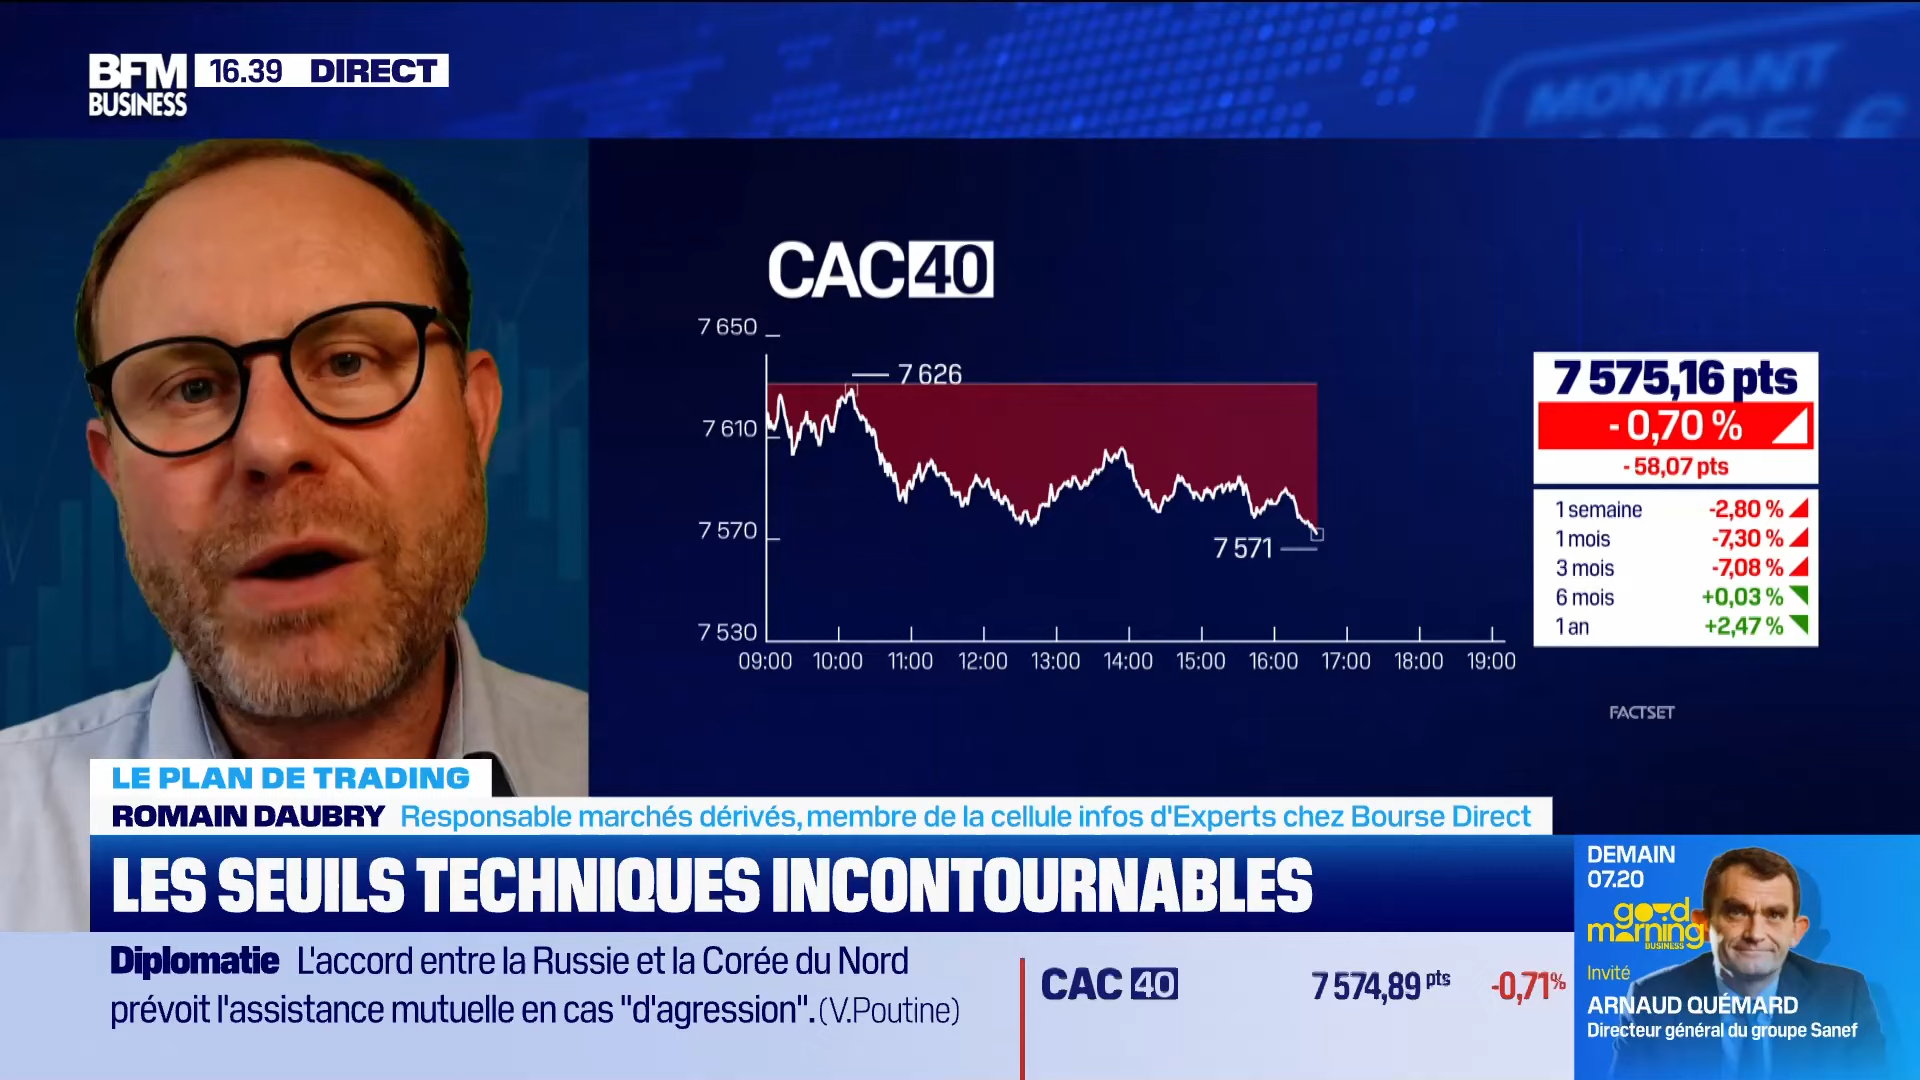 BFM BUSINESS 16.39 DIRECT
MONTANT
CAC40
7 650
7 626
7 610
7 570
7 571
7 530
09:00 10:00 11:00 12:00 13:00 14:00 15:00 16:00 17:00 18:00 19:00
7 575,16 pts
- 0,70 %
- 58,07 pts
1 semaine -2,80 %
1 mois -7,30 %
3 mois -7,08 %
6 mois +0,03 %
1 an +2,47 %
FACTSET
LE PLAN DE TRADING
ROMAIN DAUBRY Responsable marchés dérivés, membre de la cellule infos d'Experts chez Bourse Direct
LES SEUILS TECHNIQUES INCONTOURNABLES
Diplomatie L'accord entre la Russie et la Corée du Nord
prévoit l'assistance mutuelle en cas "d'agression". (V.Poutine)
CAC 40 7 574,89 pts -0,71%
DEMAIN
07.20
good
morning
BUSINESS
Invité
ARNAUD QUÉMARD
Directeur général du groupe Sanef